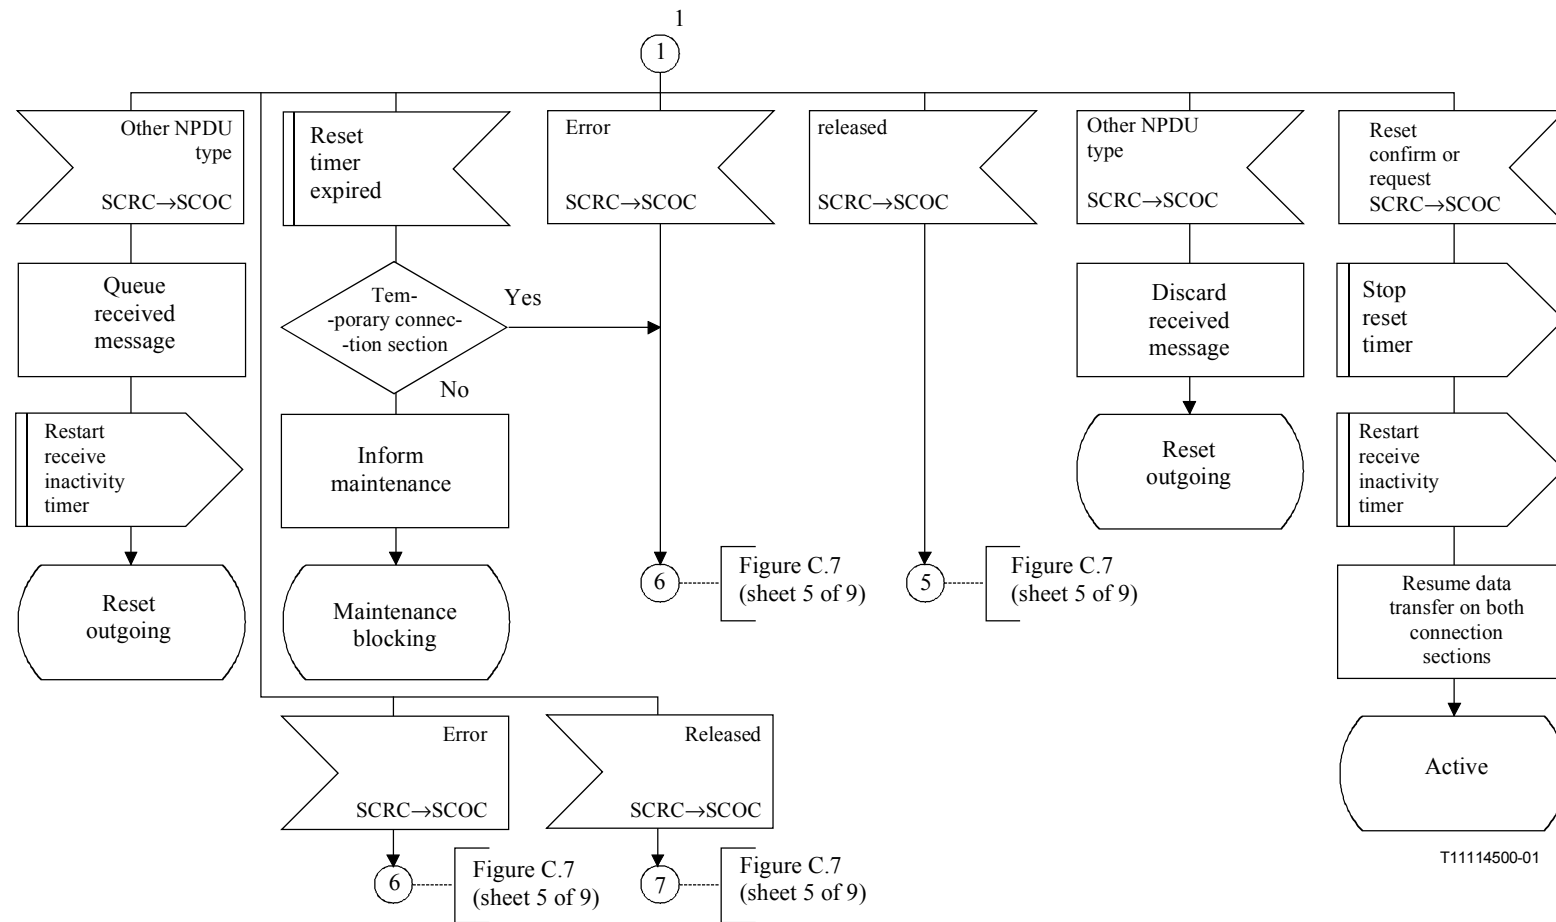 1
1
Other NPDU
type
SCRC→SCOC
Reset
timer
expired
Error
SCRC→SCOC
released
SCRC→SCOC
Other NPDU
type
SCRC→SCOC
Reset
confirm or
request
SCRC→SCOC
Queue
received
message
Tem-
-porary connec-
-tion section
Yes
No
Discard
received
message
Stop
reset
timer
Restart
receive
inactivity
timer
Inform
maintenance
Reset
outgoing
Restart
receive
inactivity
timer
Reset
outgoing
Maintenance
blocking
6
Figure C.7
(sheet 5 of 9)
5
Figure C.7
(sheet 5 of 9)
Resume data
transfer on both
connection
sections
Error
SCRC→SCOC
Released
SCRC→SCOC
Active
6
Figure C.7
(sheet 5 of 9)
7
Figure C.7
(sheet 5 of 9)
T11114500-01